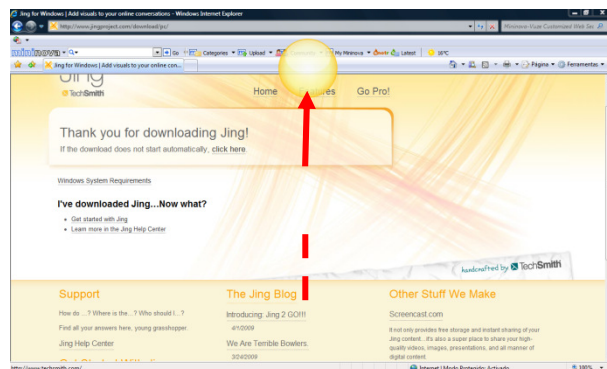 Jing for Windows | Add visuals to your online conversations - Windows Internet Explorer
http://www.jingproject.com/download/pc/
mininova
Go
Categories
Upload
My Mininova
Latest
16°C
Jing for Windows | Add visuals to your online con...
Página
Ferramentas
Jing
TechSmith
Home
Go Pro!
Thank you for downloading Jing!
If the download does not start automatically, click here.
Windows System Requirements
I've downloaded Jing...Now what?
Get started with Jing
Learn more in the Jing Help Center
handcrafted by TechSmith
Support
The Jing Blog
Other Stuff We Make
How do ...? Where is the...? Who should I...?
Introducing: Jing 2 GO!!!
Screencast.com
Find all your answers here, young grasshopper.
4/1/2009
It not only provides free storage and instant sharing of your
Jing content...it's also a super place to share your high-
quality videos, images, presentations, and all manner of
digital content.
Jing Help Center
We Are Terrible Bowlers.
3/24/2009
http://www.techsmith.com/
Internet | Modo Protegido: Activado
100%